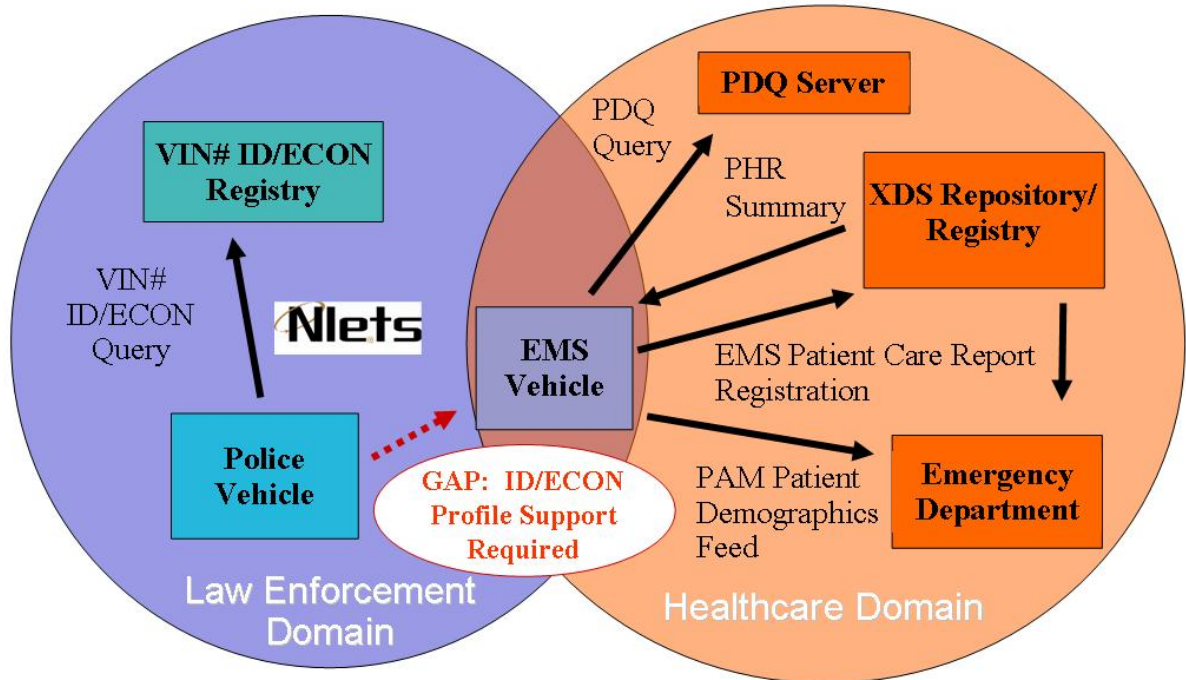 PDQ Server
PDQ
Query
VIN# ID/ECON
Registry
PHR
Summary
XDS Repository/
Registry
VIN#
ID/ECON
Query
Nlets
EMS
Vehicle
EMS Patient Care Report
Registration
Police
Vehicle
GAP: ID/ECON
Profile Support
Required
PAM Patient
Demographics
Feed
Emergency
Department
Law Enforcement
Domain
Healthcare Domain